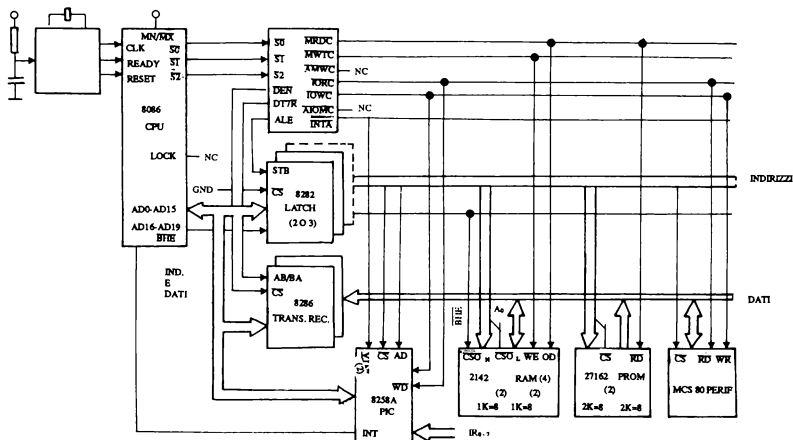 MN/MX
CLK
READY
RESET
S0
S1
S2
8086
CPU
LOCK
NC
GND
AD0-AD15
AD16-AD19
BHE
IND.
E
DATI
S0
S1
S2
DEN
DT7/R
ALE
MRDC
MWTC
AMWC
NC
IORC
IOWC
AIOMC
NC
INTA
STB
CS
8282
LATCH
(2 O 3)
INDIRIZZI
AB/BA
CS
8286
TRANS. REC.
DATI
CS AD
WD
8258A
PIC
INT
IR0-7
BHE
A0
CSO H CSO L WE OD
2142 RAM (4)
(2) (2)
1K=8 1K=8
CS RD
27162 PROM
(2)
2K=8 2K=8
CS RD WR
MCS 80 PERIF